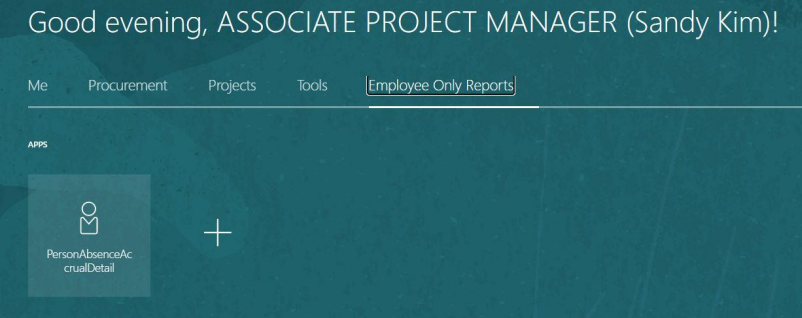 Good evening, ASSOCIATE PROJECT MANAGER (Sandy Kim)!
Me Procurement Projects Tools Employee Only Reports
APPS
PersonAbsenceAc
crualDetail